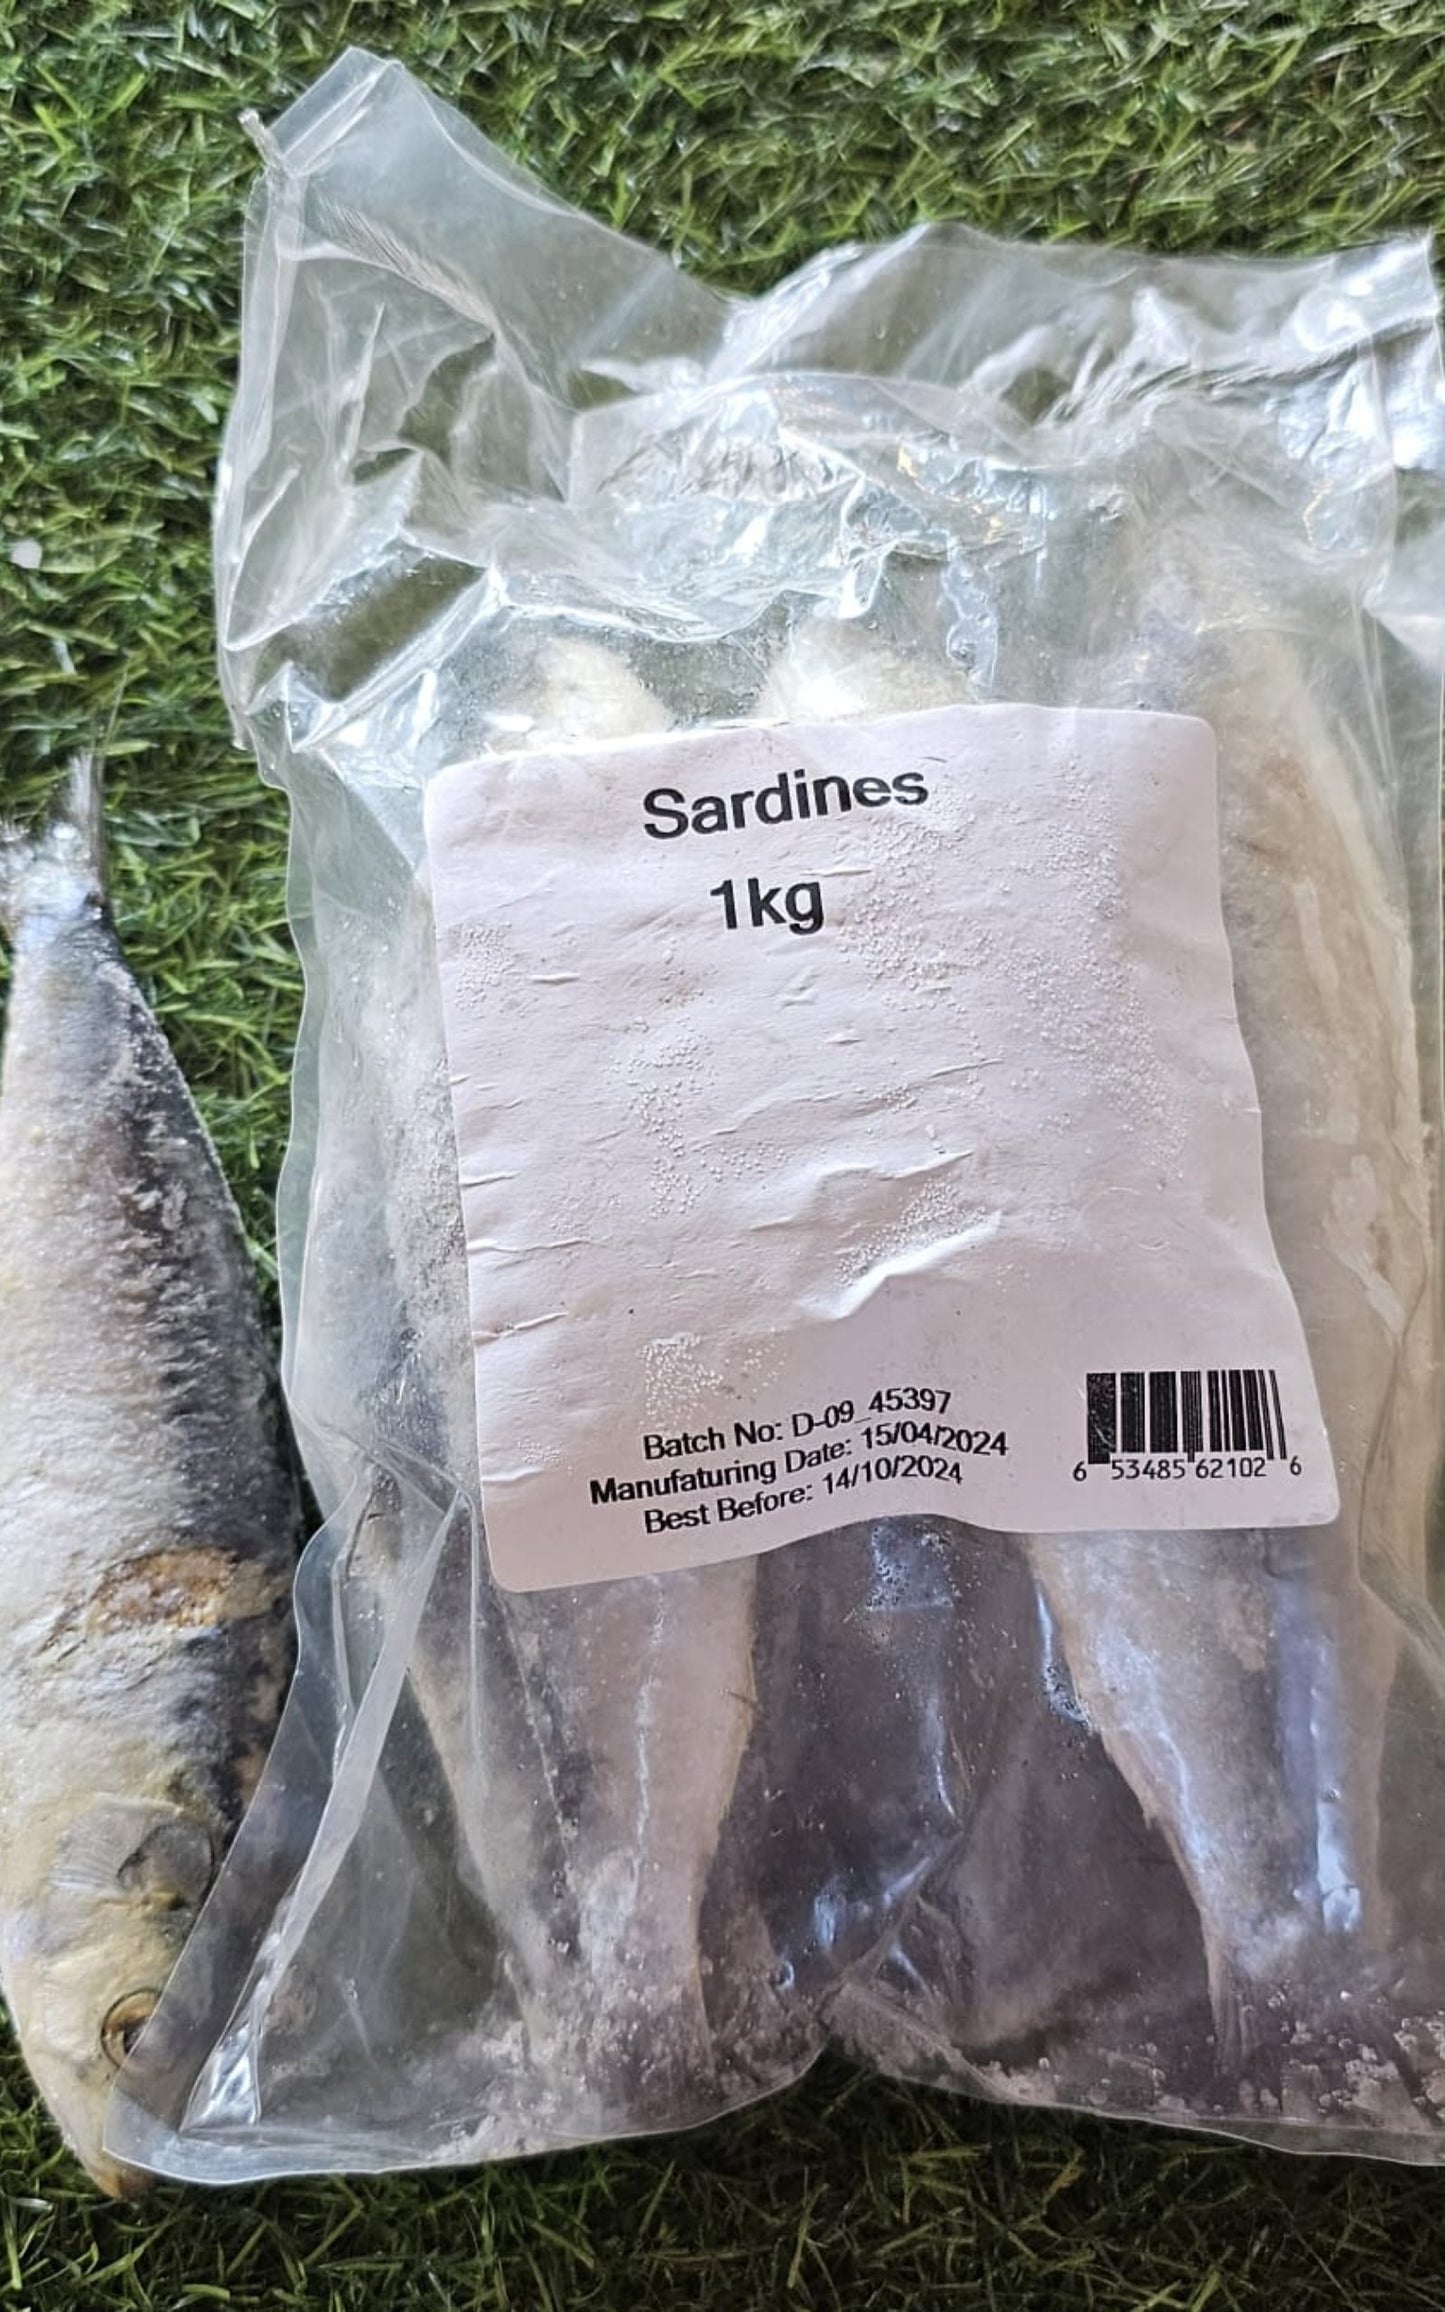 Sardines
1kg
Batch No: D-09_45397
Manufaturing Date: 15/04/2024
Best Before: 14/10/2024
6 53485 62102 6